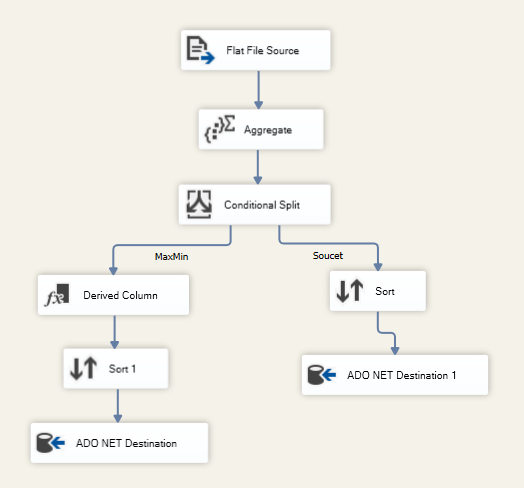 Flat File Source
Aggregate
Conditional Split
MaxMin
Soucet
Derived Column
Sort
Sort 1
ADO NET Destination 1
ADO NET Destination